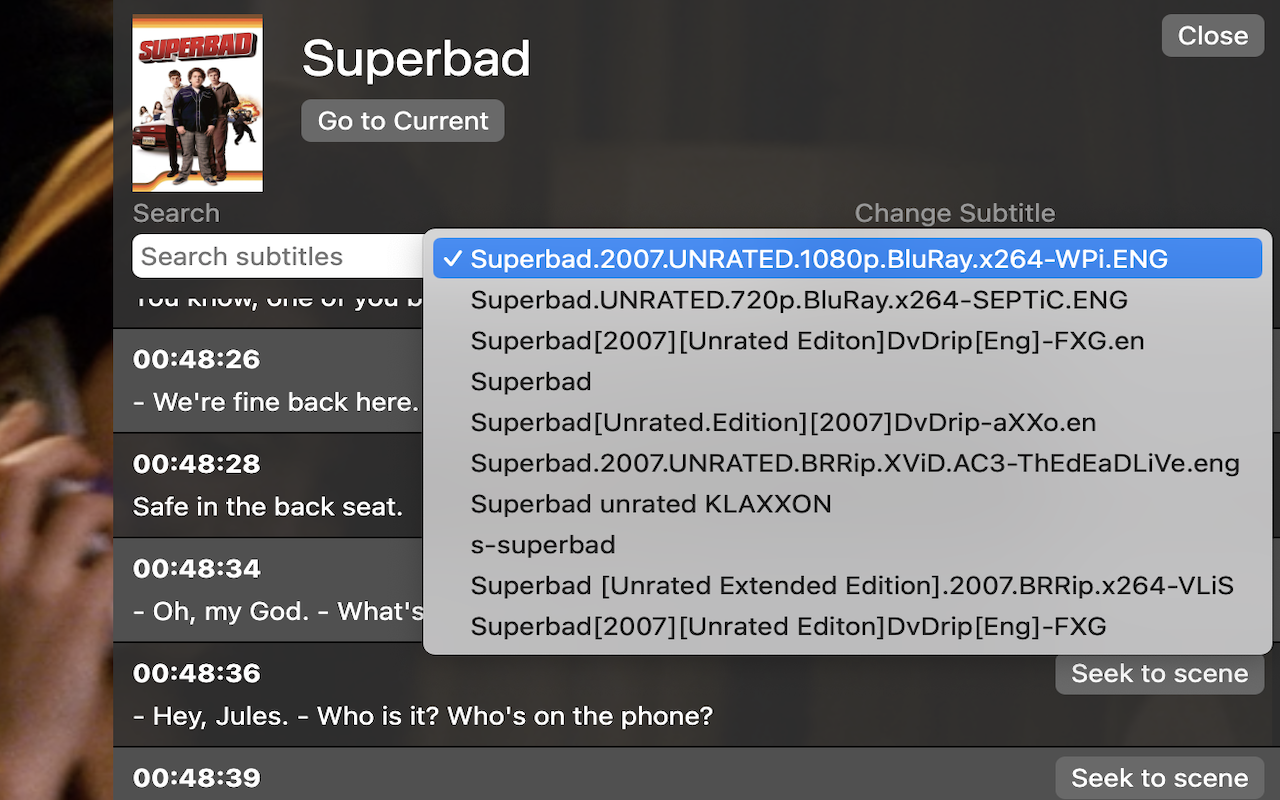 SUPERBAD
Superbad
Close
Go to Current
Search
Change Subtitle
Search subtitles
✓ Superbad.2007.UNRATED.1080p.BluRay.x264-WPi.ENG
Superbad.UNRATED.720p.BluRay.x264-SEPTiC.ENG
Superbad[2007][Unrated Editon]DvDrip[Eng]-FXG.en
Superbad
Superbad[Unrated.Edition][2007]DvDrip-aXXo.en
Superbad.2007.UNRATED.BRRip.XViD.AC3-ThEdEaDLiVe.eng
Superbad unrated KLAXXON
s-superbad
Superbad [Unrated Extended Edition].2007.BRRip.x264-VLiS
Superbad[2007][Unrated Editon]DvDrip[Eng]-FXG
You know, one of you b
00:48:26
- We're fine back here.
00:48:28
Safe in the back seat.
00:48:34
- Oh, my God. - What's
00:48:36
Seek to scene
- Hey, Jules. - Who is it? Who's on the phone?
00:48:39
Seek to scene